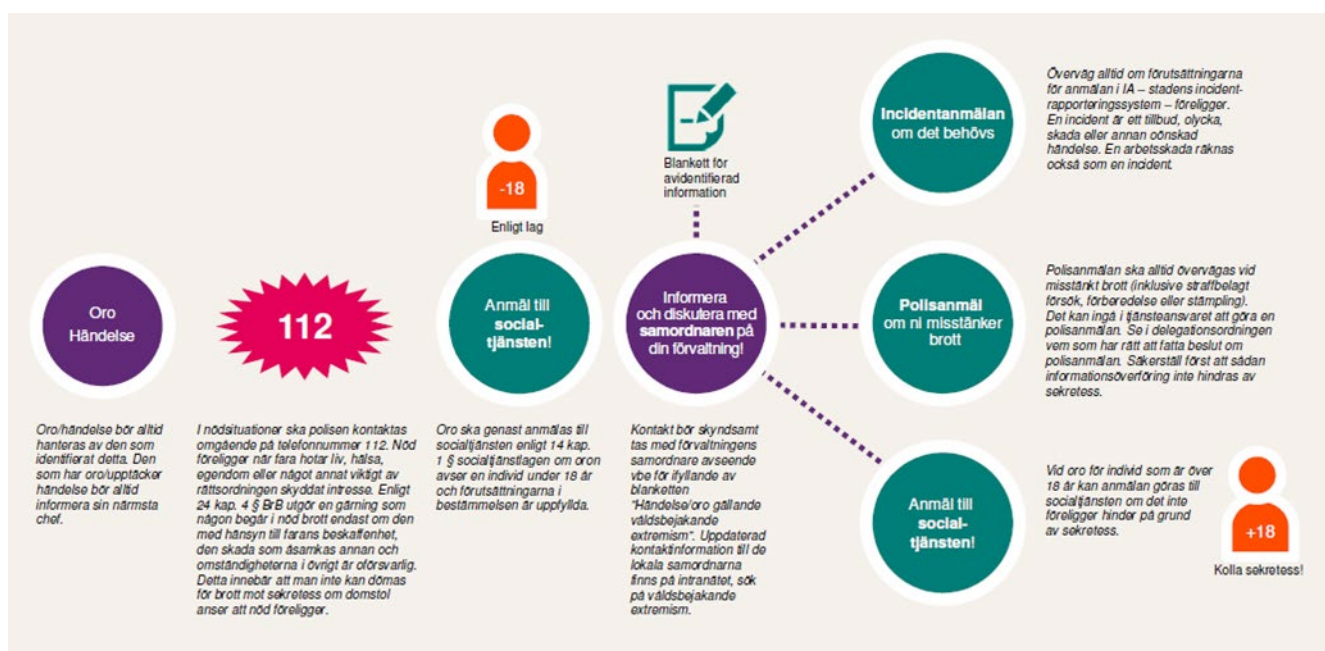 Oro
Händelse
Oro/händelse bör alltid
hanteras av den som
identifierat detta. Den
som har oro/upptäcker
händelse bör alltid
informera sin närmsta
chef.
112
I nödsituationer ska polisen kontaktas
omgående på telefonnummer 112. Nöd
föreligger när fara hotar liv, hälsa,
egendom eller något annat viktigt av
rättsordningen skyddat intresse. Enligt
24 kap. 4 § BrB utgör en gärning som
någon begår i nöd brott endast om den
med hänsyn till farans beskaffenhet,
den skada som åsamkas annan och
omständigheterna i övrigt är oförsvarlig.
Detta innebär att man inte kan dömas
för brott mot sekretess om domstol
anser att nöd föreligger.
-18
Enligt lag
Anmäl till
social-
tjänsten!
Oro ska genast anmälas till
socialtjänsten enligt 14 kap.
1 § socialtjänstlagen om oron
avser en individ under 18 år
och förutsättningarna i
bestämmelsen är uppfyllda.
Blankett för
avidentifierad
information
Informera
och diskutera med
samordnaren på
din förvaltning!
Kontakt bör skyndsamt
tas med förvaltningens
samordnare avseende
vbe för ifyllande av
blanketten
"Händelse/oro gällande
våldsbejakande
extremism". Uppdaterad
kontaktinformation till de
lokala samordnarna
finns på intranätet, sök
på våldsbejakande
extremism.
Incidentanmälan
om det behövs
Överväg alltid om förutsättningarna
för anmälan i IA – stadens incident-
rapporteringssystem – föreligger.
En incident är ett tillbud, olycka,
skada eller annan oönskad
händelse. En arbetsskada räknas
också som en incident.
Polisanmäl
om ni misstänker
brott
Polisanmälan ska alltid övervägas vid
misstänkt brott (inklusive straffbelagt
försök, förberedelse eller stämpling).
Det kan ingå i tjänsteansvaret att göra en
polisanmälan. Se i delegationsordningen
vem som har rätt att fatta beslut om
polisanmälan. Säkerställ först att sådan
informationsöverföring inte hindras av
sekretess.
Anmäl till
social-
tjänsten!
Vid oro för individ som är över
18 år kan anmälan göras till
socialtjänsten om det inte
föreligger hinder på grund
av sekretess.
+18
Kolla sekretess!